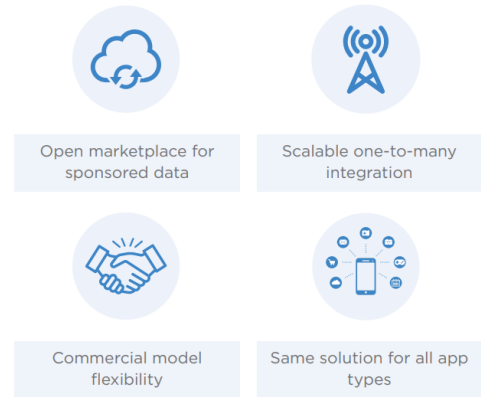 Open marketplace for
sponsored data
Scalable one-to-many
integration
Commercial model
flexibility
Same solution for all app
types